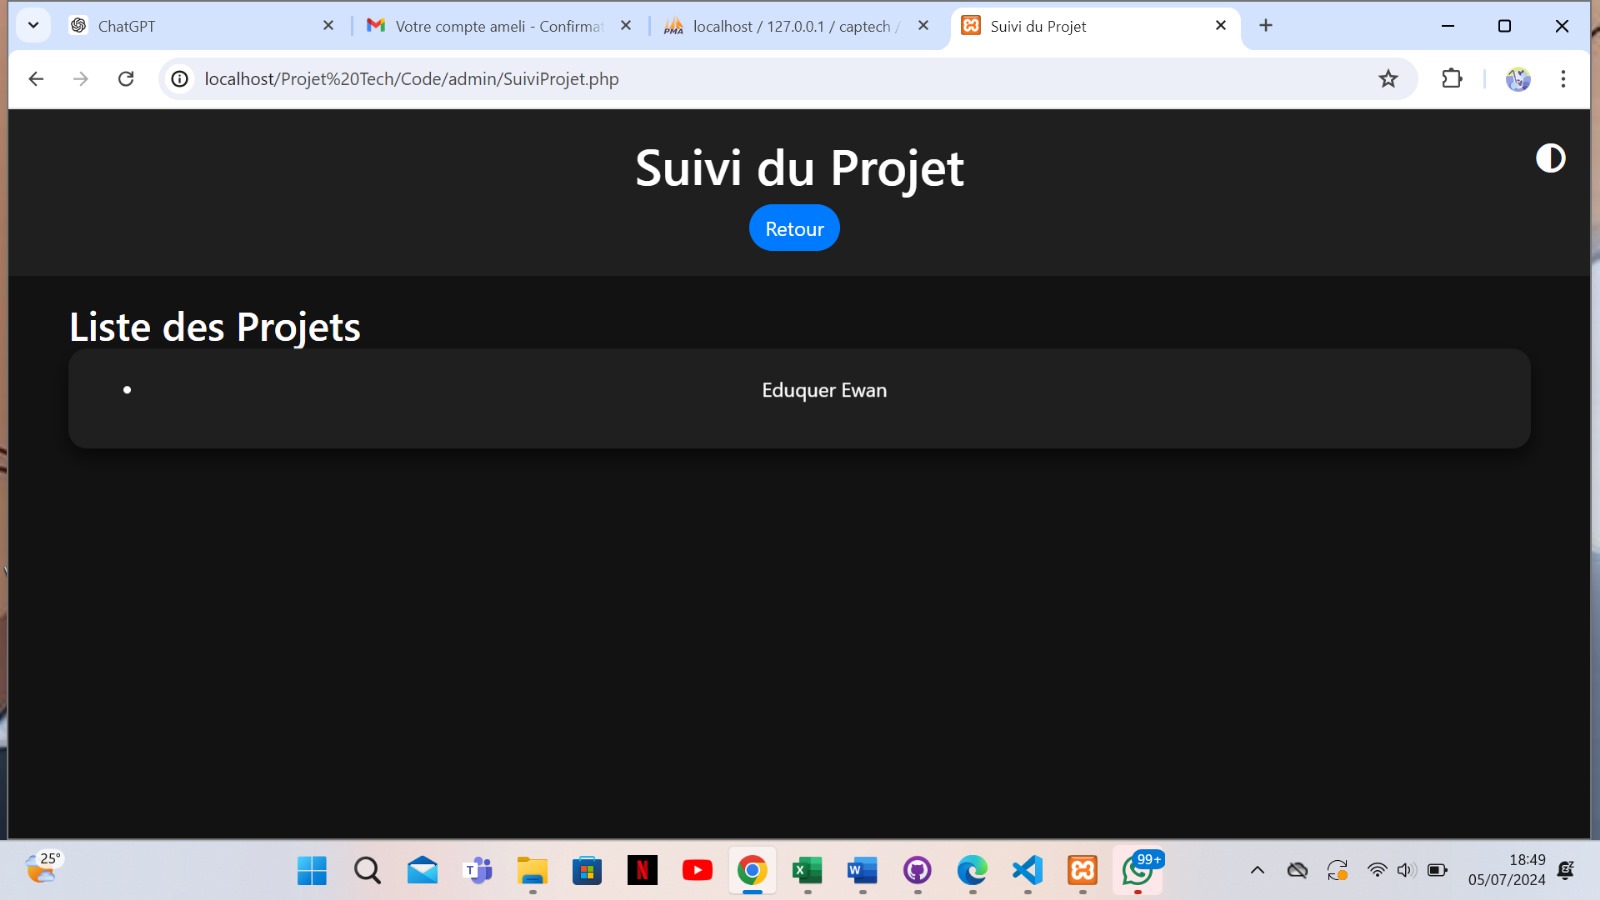 ChatGPT
Votre compte ameli - Confirmat
PMA
localhost / 127.0.0.1 / captech /
Suivi du Projet
localhost/Projet%20Tech/Code/admin/SuiviProjet.php
Suivi du Projet
Retour
Liste des Projets
• Eduquer Ewan
25°
99+
18:49
05/07/2024